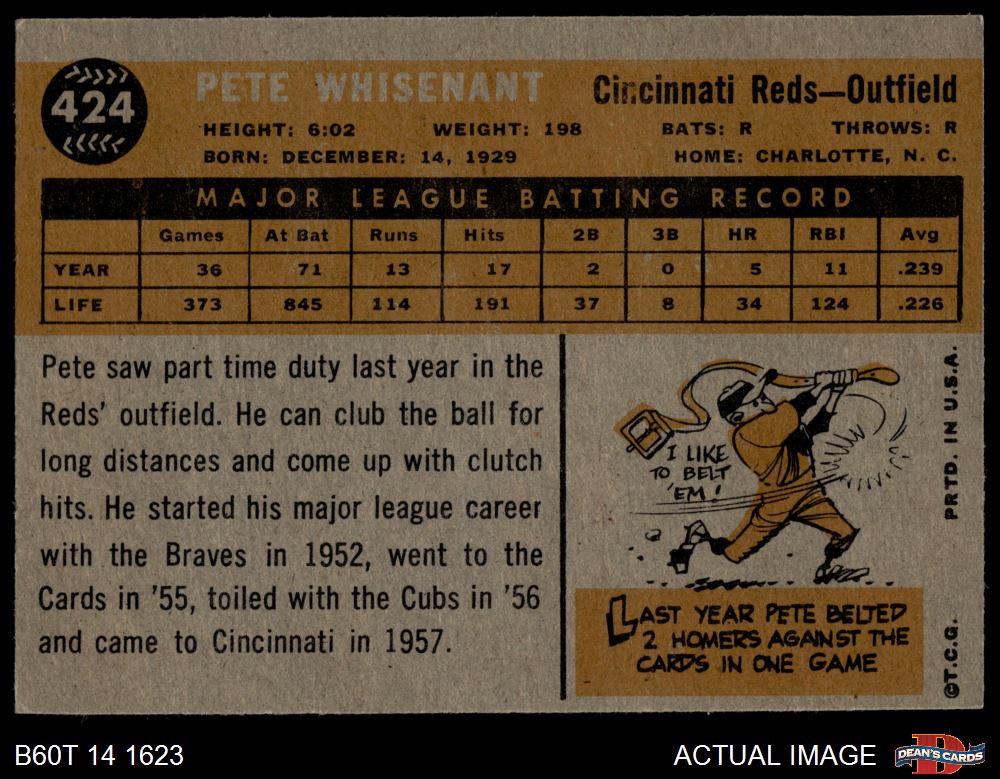 424
PETE WHISENANT
Cincinnati Reds—Outfield
HEIGHT: 6:02 WEIGHT: 198 BATS: R THROWS: R
BORN: DECEMBER: 14, 1929 HOME: CHARLOTTE, N. C.
MAJOR LEAGUE BATTING RECORD
Games At Bat Runs Hits 2B 3B HR RBI Avg
YEAR 36 71 13 17 2 0 5 11 .239
LIFE 373 845 114 191 37 8 34 124 .226
Pete saw part time duty last year in the
Reds' outfield. He can club the ball for
long distances and come up with clutch
hits. He started his major league career
with the Braves in 1952, went to the
Cards in '55, toiled with the Cubs in '56
and came to Cincinnati in 1957.
I LIKE
TO BELT
'EM!
LAST YEAR PETE BELTED
2 HOMERS AGAINST THE
CARDS IN ONE GAME
©T.C.G. PRTD. IN U.S.A.
B60T 14 1623
ACTUAL IMAGE
DEAN'S CARDS